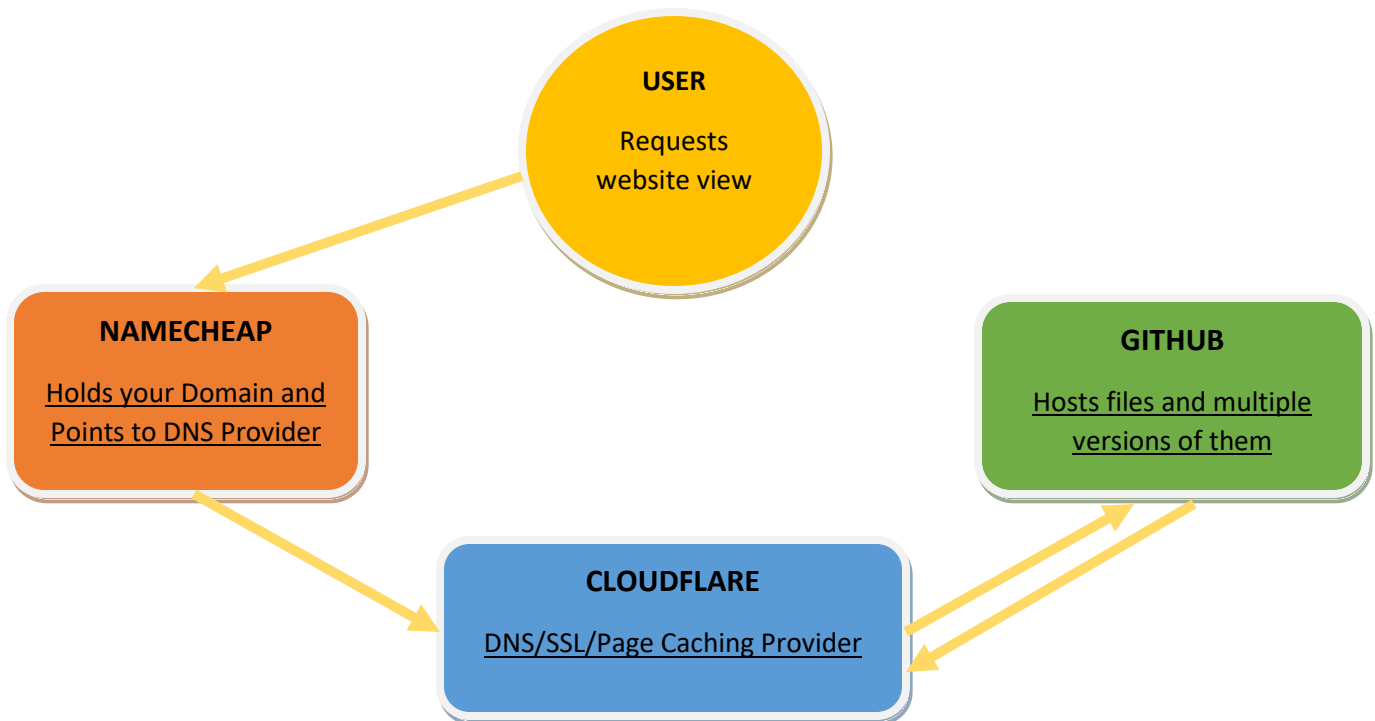 USER
Requests
website view
NAMECHEAP
Holds your Domain and
Points to DNS Provider
GITHUB
Hosts files and multiple
versions of them
CLOUDFLARE
DNS/SSL/Page Caching Provider